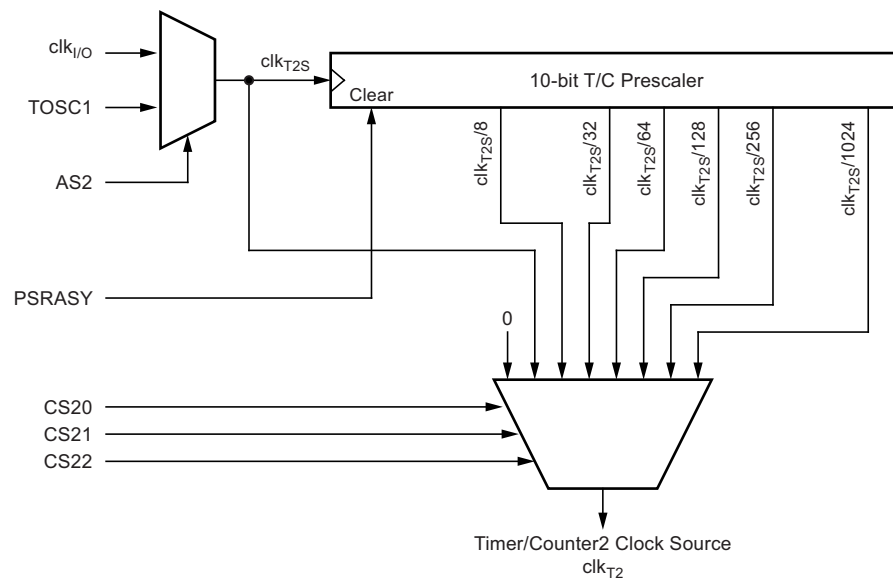 clkI/O
clkT2S
10-bit T/C Prescaler
Clear
TOSC1
clkT2S/8
clkT2S/32
clkT2S/64
clkT2S/128
clkT2S/256
clkT2S/1024
AS2
PSRASY
0
CS20
CS21
CS22
Timer/Counter2 Clock Source
clkT2